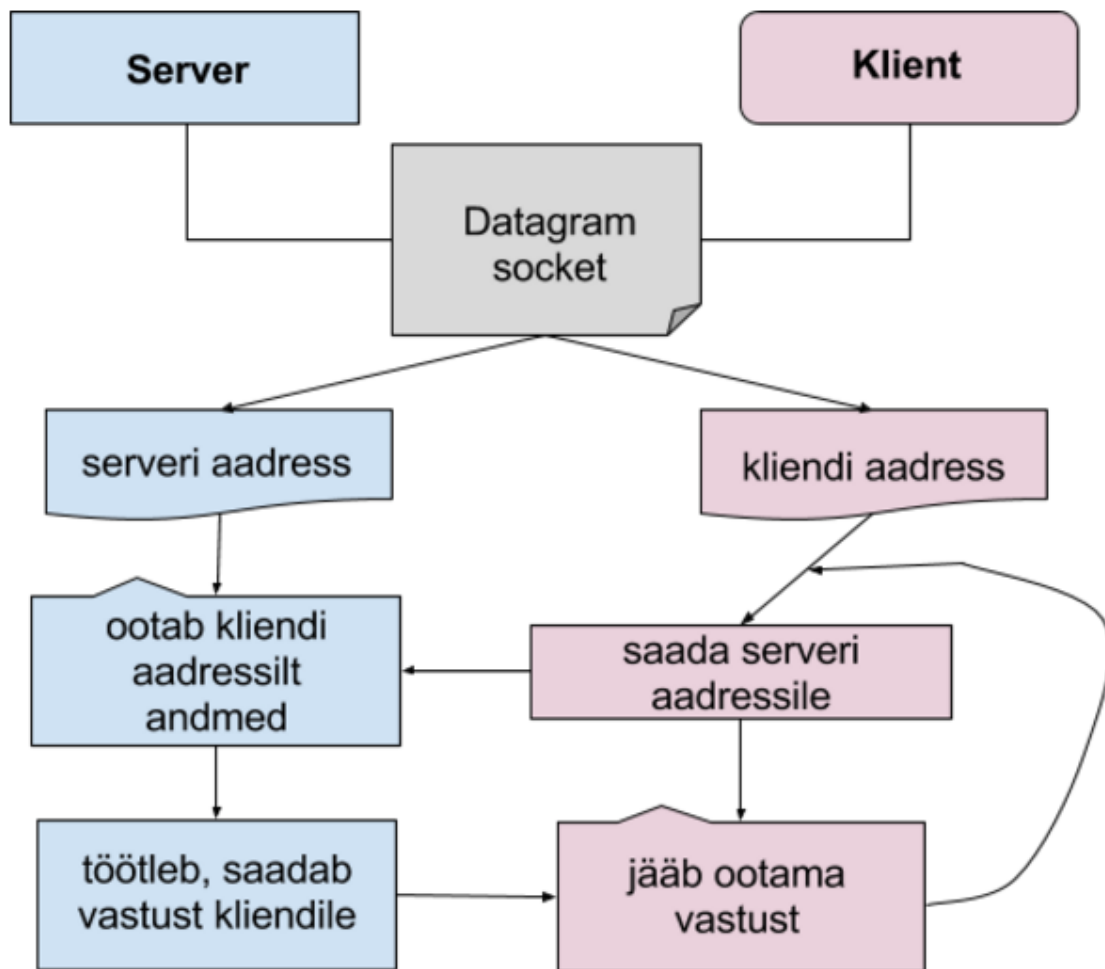 Server
Klient
Datagram
socket
serveri aadress
kliendi aadress
ootab kliendi
aadressilt
andmed
saada serveri
aadressile
töötleb, saadab
vastust kliendile
jääb ootama
vastust